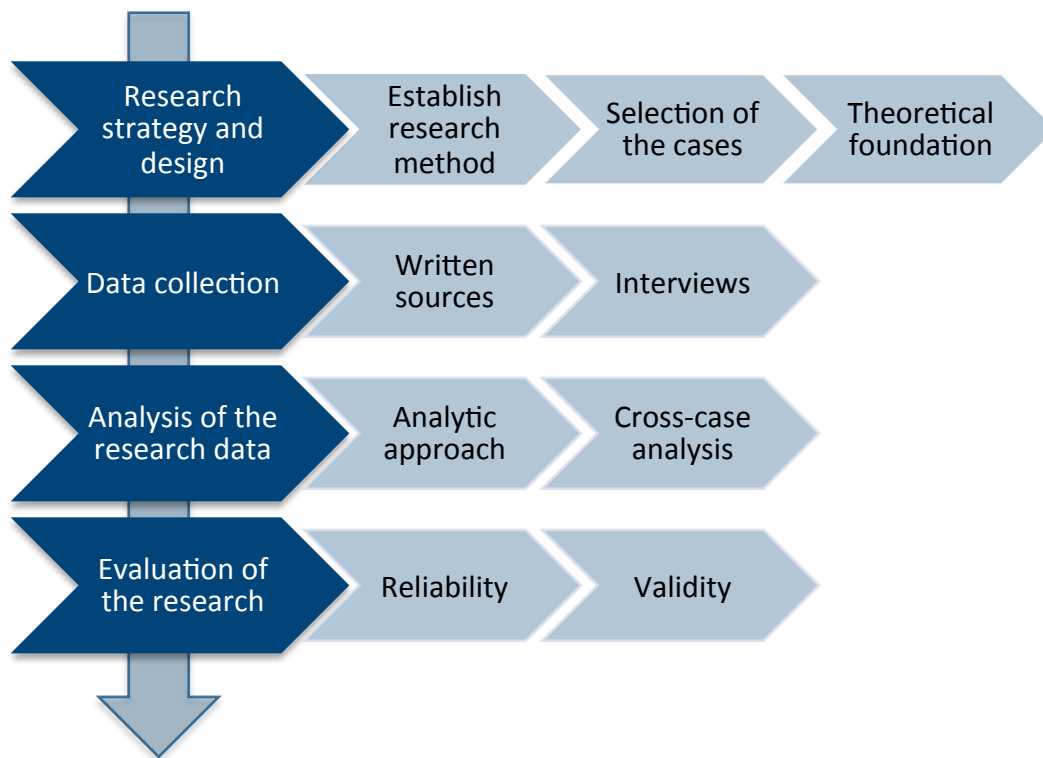 Research
strategy and
design
Establish
research
method
Selection of
the cases
Theoretical
foundation
Data collection
Written
sources
Interviews
Analysis of the
research data
Analytic
approach
Cross-case
analysis
Evaluation of
the research
Reliability
Validity